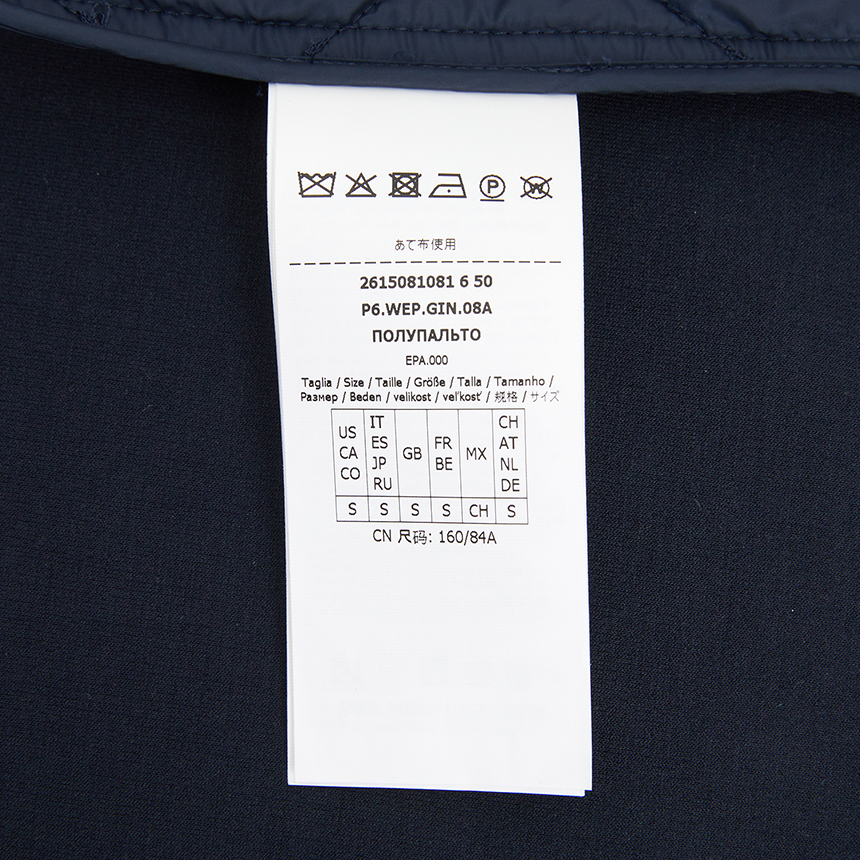 P W
あて布使用
2615081081 6 50
P6.WEP.GIN.08A
ПОЛУПАЛЬТО
EPA.000
Taglia / Size / Taille / Größe / Talla / Tamanho /
Размер / Beden / velikost / veľkosť / 规格 / サイズ
US CA CO IT ES JP RU GB FR BE MX CH AT NL DE
S S S S CH S
CN 尺码: 160/84A